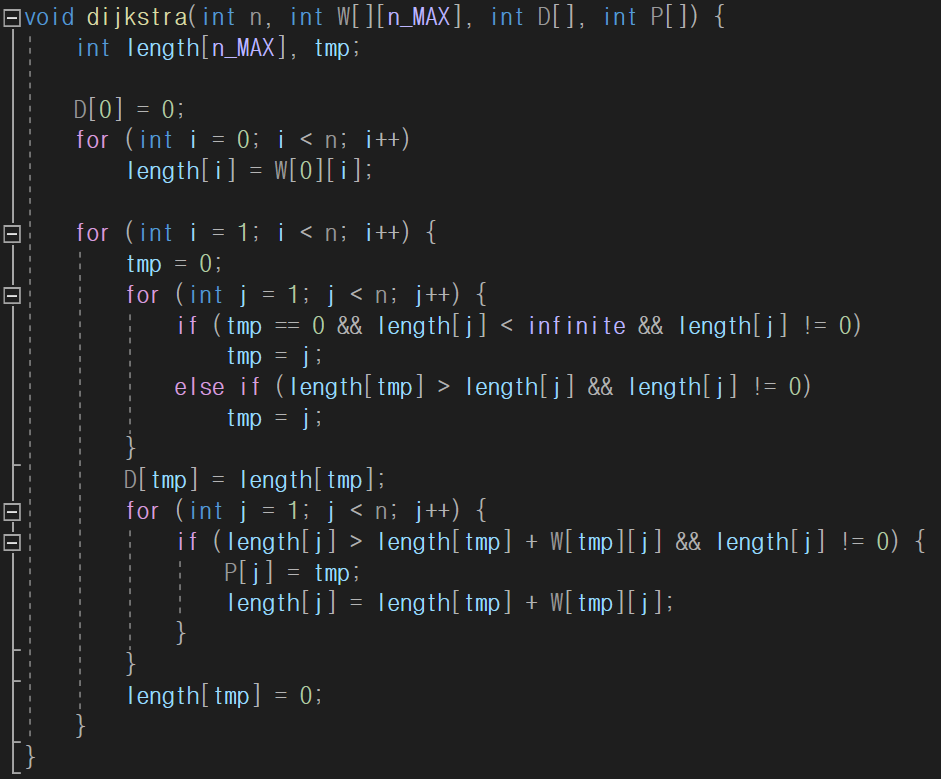 void dijkstra(int n, int W[][n_MAX], int D[], int P[]) {
    int length[n_MAX], tmp;

    D[0] = 0;
    for (int i = 0; i < n; i++)
        length[i] = W[0][i];

    for (int i = 1; i < n; i++) {
        tmp = 0;
        for (int j = 1; j < n; j++) {
            if (tmp == 0 && length[j] < infinite && length[j] != 0)
                tmp = j;
            else if (length[tmp] > length[j] && length[j] != 0)
                tmp = j;
        }
        D[tmp] = length[tmp];
        for (int j = 1; j < n; j++) {
            if (length[j] > length[tmp] + W[tmp][j] && length[j] != 0) {
                P[j] = tmp;
                length[j] = length[tmp] + W[tmp][j];
            }
        }
        length[tmp] = 0;
    }
}